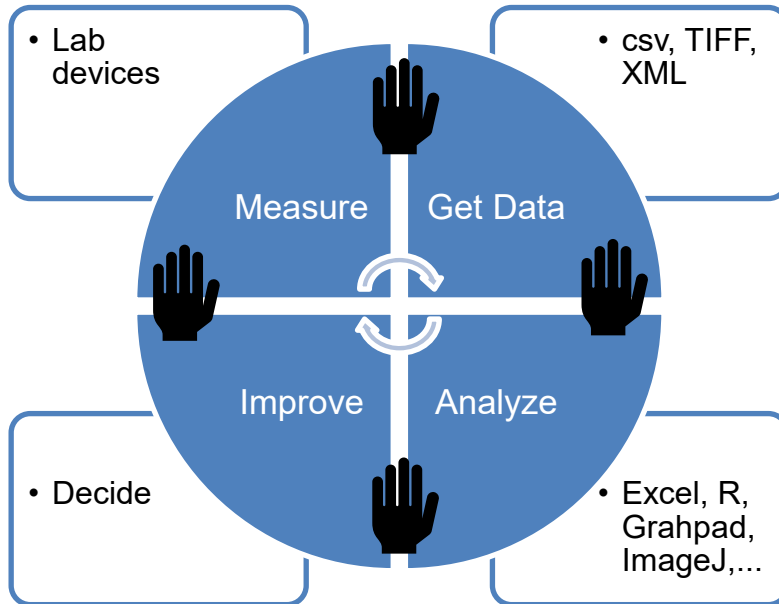 • Lab
devices
• csv, TIFF,
XML
Measure
Get Data
Improve
Analyze
• Decide
• Excel, R,
Grahpad,
ImageJ,...